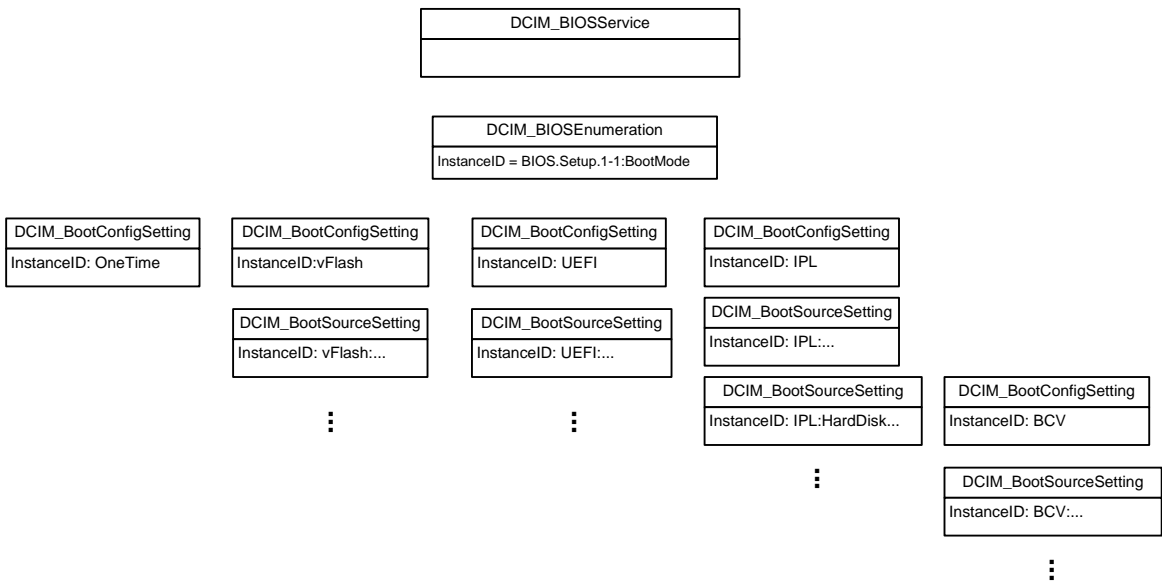 DCIM_BIOSService
DCIM_BIOSEnumeration
InstanceID = BIOS.Setup.1-1:BootMode
DCIM_BootConfigSetting
InstanceID: OneTime
DCIM_BootConfigSetting
InstanceID:vFlash
DCIM_BootConfigSetting
InstanceID: UEFI
DCIM_BootConfigSetting
InstanceID: IPL
DCIM_BootSourceSetting
InstanceID: vFlash:...
DCIM_BootSourceSetting
InstanceID: UEFI:...
DCIM_BootSourceSetting
InstanceID: IPL:...
DCIM_BootSourceSetting
InstanceID: IPL:HardDisk...
DCIM_BootConfigSetting
InstanceID: BCV
DCIM_BootSourceSetting
InstanceID: BCV:...